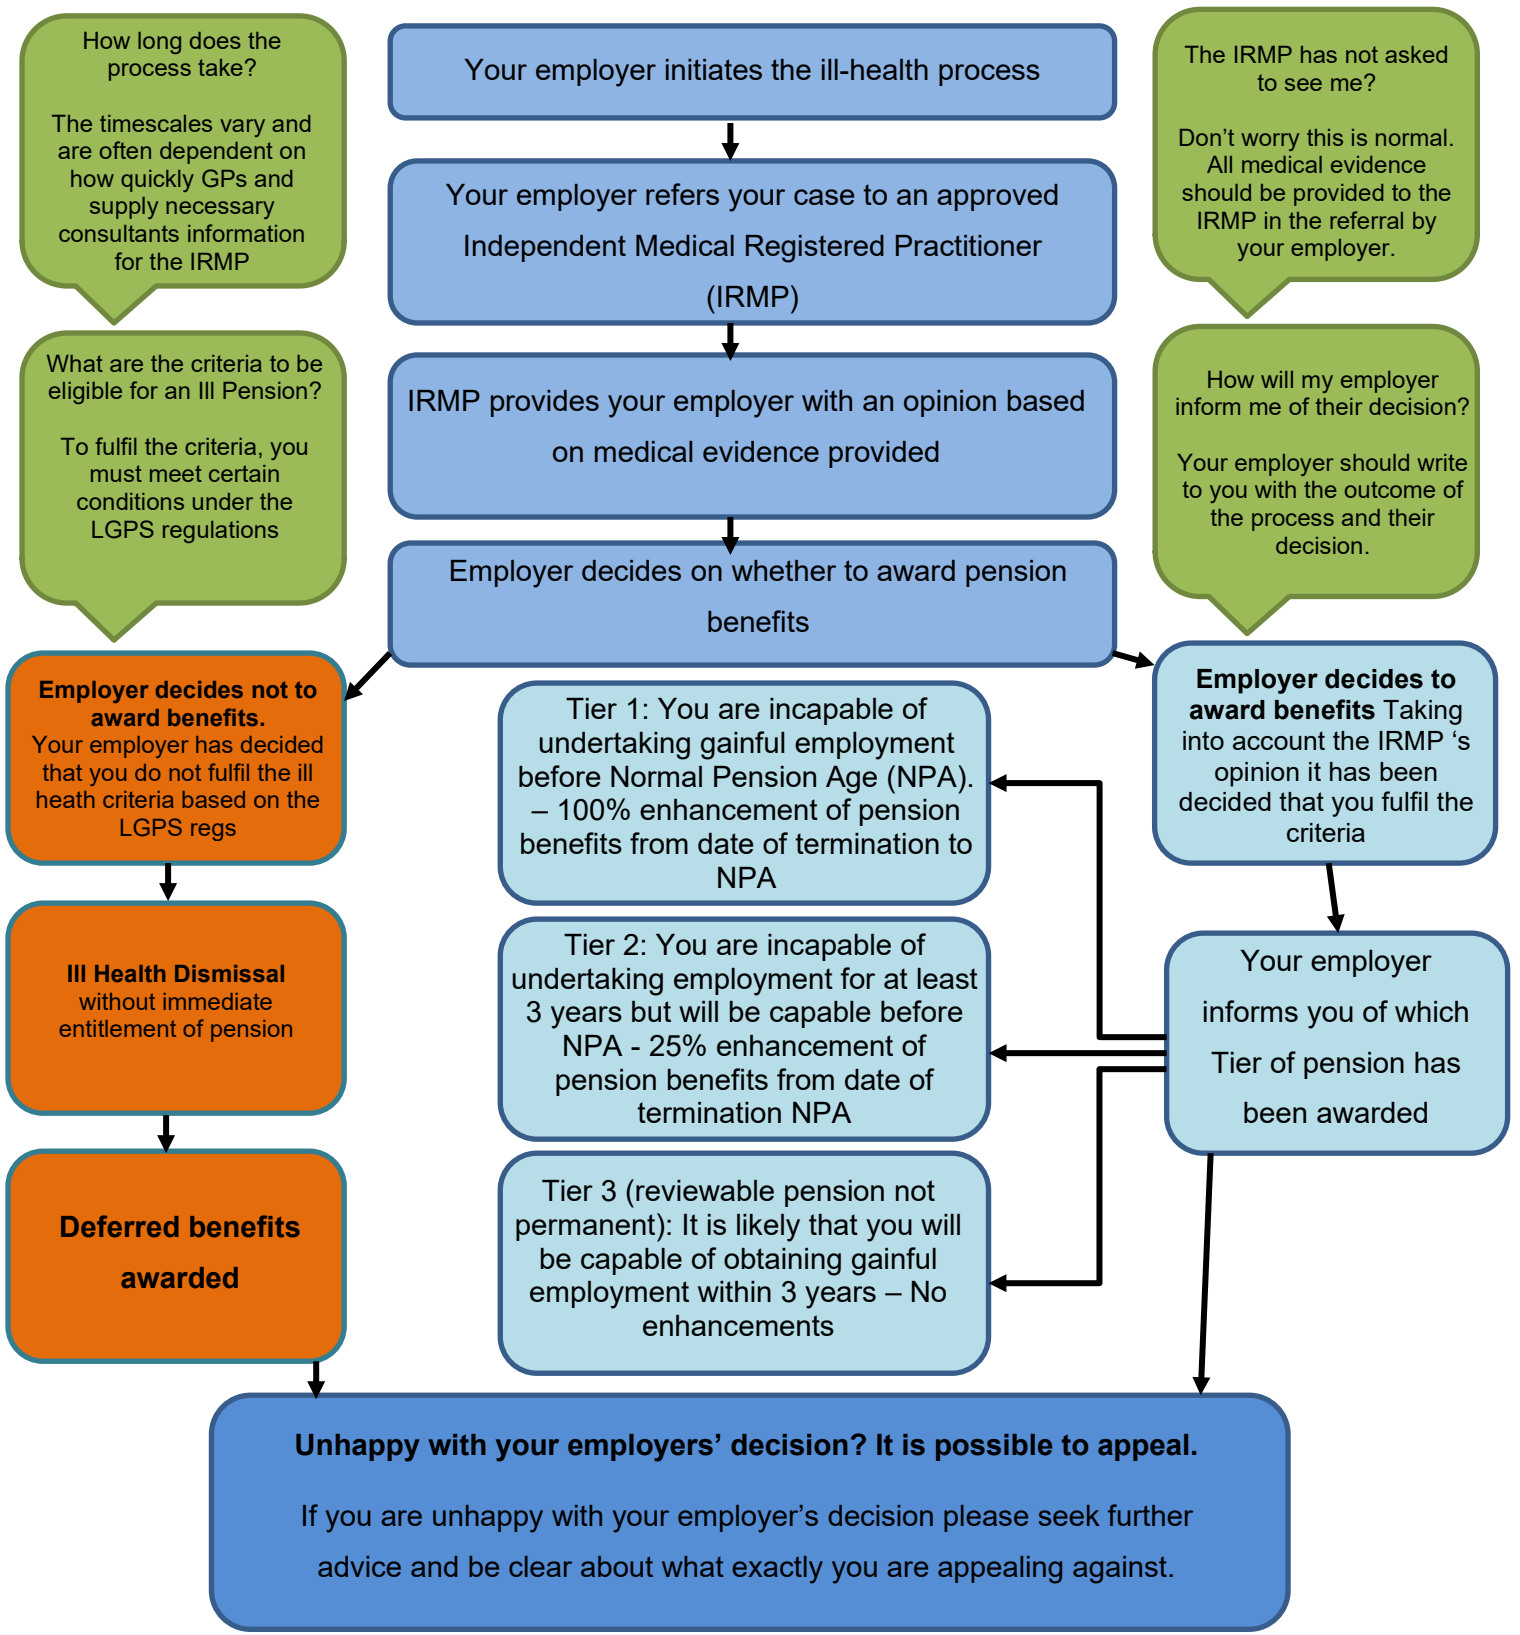 How long does the
process take?
The timescales vary and
are often dependent on
how quickly GPs and
supply necessary
consultants information
for the IRMP
Your employer initiates the ill-health process
The IRMP has not asked
to see me?
Don’t worry this is normal.
All medical evidence
should be provided to the
IRMP in the referral by
your employer.
Your employer refers your case to an approved
Independent Medical Registered Practitioner
(IRMP)
What are the criteria to be
eligible for an Ill Pension?
To fulfil the criteria, you
must meet certain
conditions under the
LGPS regulations
IRMP provides your employer with an opinion based
on medical evidence provided
How will my employer
inform me of their decision?
Your employer should write
to you with the outcome of
the process and their
decision.
Employer decides on whether to award pension
benefits
Employer decides not to
award benefits.
Your employer has decided
that you do not fulfil the ill
heath criteria based on the
LGPS regs
Ill Health Dismissal
without immediate
entitlement of pension
Deferred benefits
awarded
Employer decides to
award benefits Taking
into account the IRMP ‘s
opinion it has been
decided that you fulfil the
criteria
Your employer
informs you of which
Tier of pension has
been awarded
Tier 1: You are incapable of
undertaking gainful employment
before Normal Pension Age (NPA).
– 100% enhancement of pension
benefits from date of termination to
NPA
Tier 2: You are incapable of
undertaking employment for at least
3 years but will be capable before
NPA - 25% enhancement of
pension benefits from date of
termination NPA
Tier 3 (reviewable pension not
permanent): It is likely that you will
be capable of obtaining gainful
employment within 3 years – No
enhancements
Unhappy with your employers’ decision? It is possible to appeal.
If you are unhappy with your employer’s decision please seek further
advice and be clear about what exactly you are appealing against.